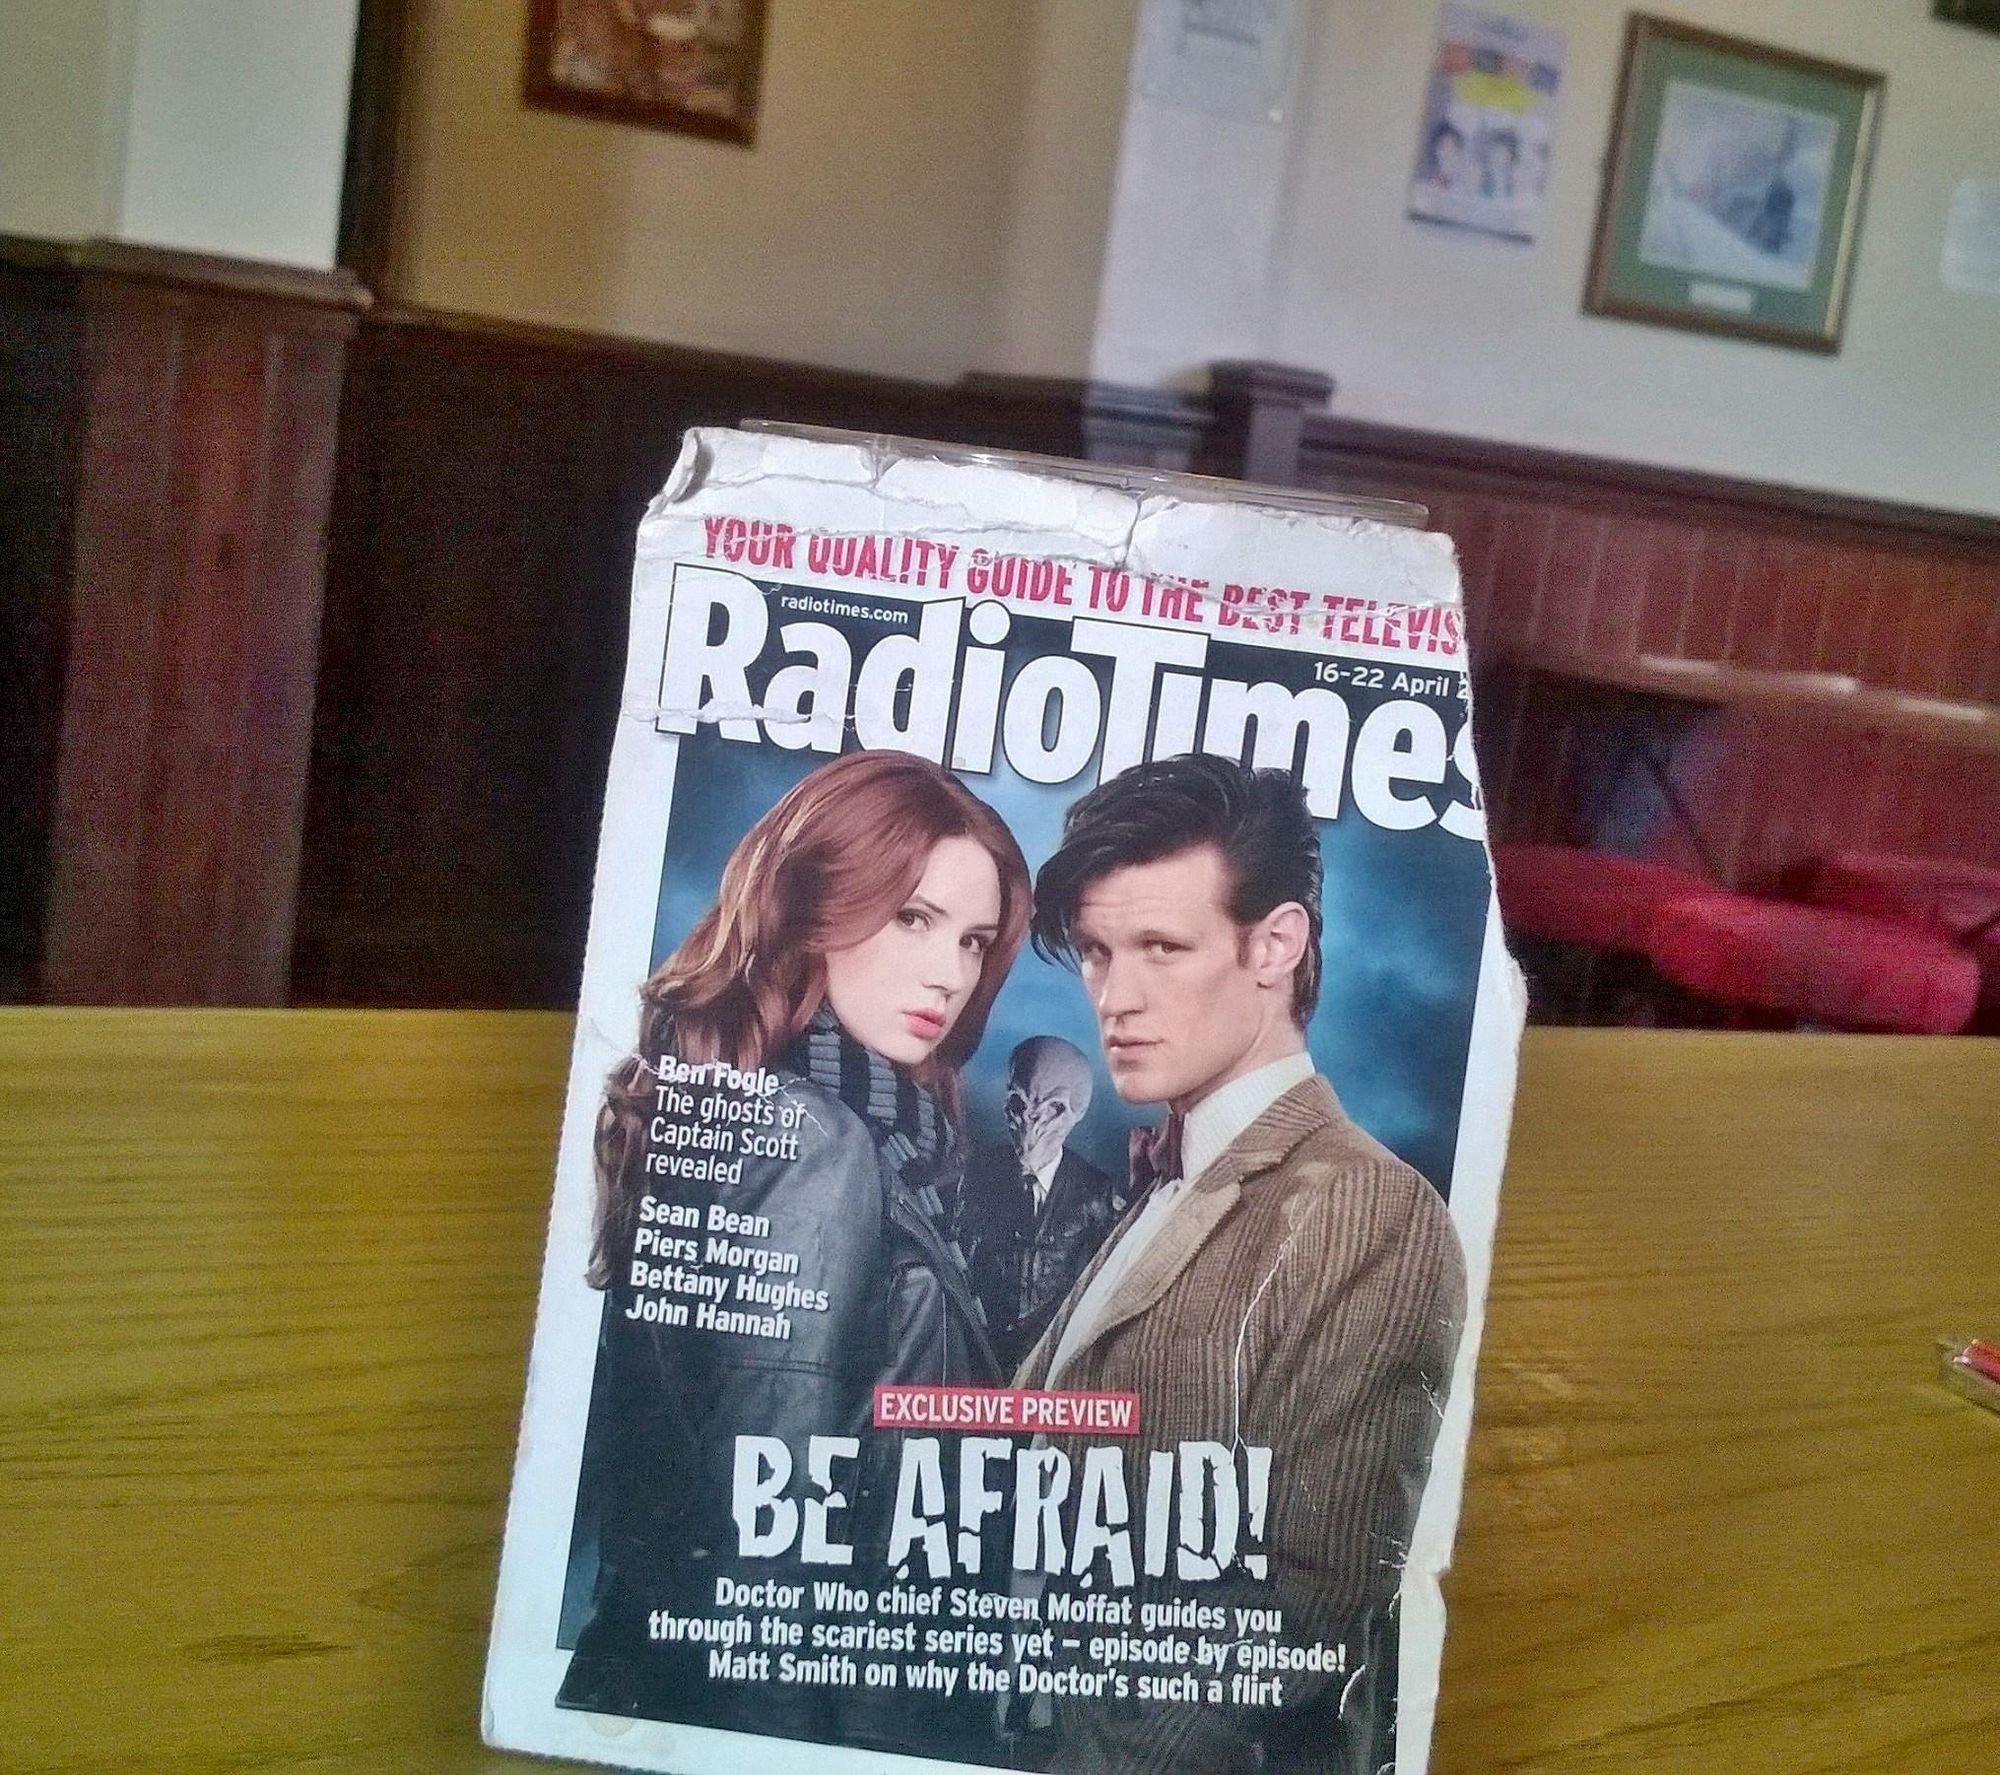 YOUR QUALITY GUIDE TO THE BEST TELEVIS
radiotimes.com
RadioTimes
16-22 April 2
Ben Fogle
The ghosts of
Captain Scott
revealed
Sean Bean
Piers Morgan
Bettany Hughes
John Hannah
EXCLUSIVE PREVIEW
BE AFRAID!
Doctor Who chief Steven Moffat guides you
through the scariest series yet – episode by episode!
Matt Smith on why the Doctor's such a flirt